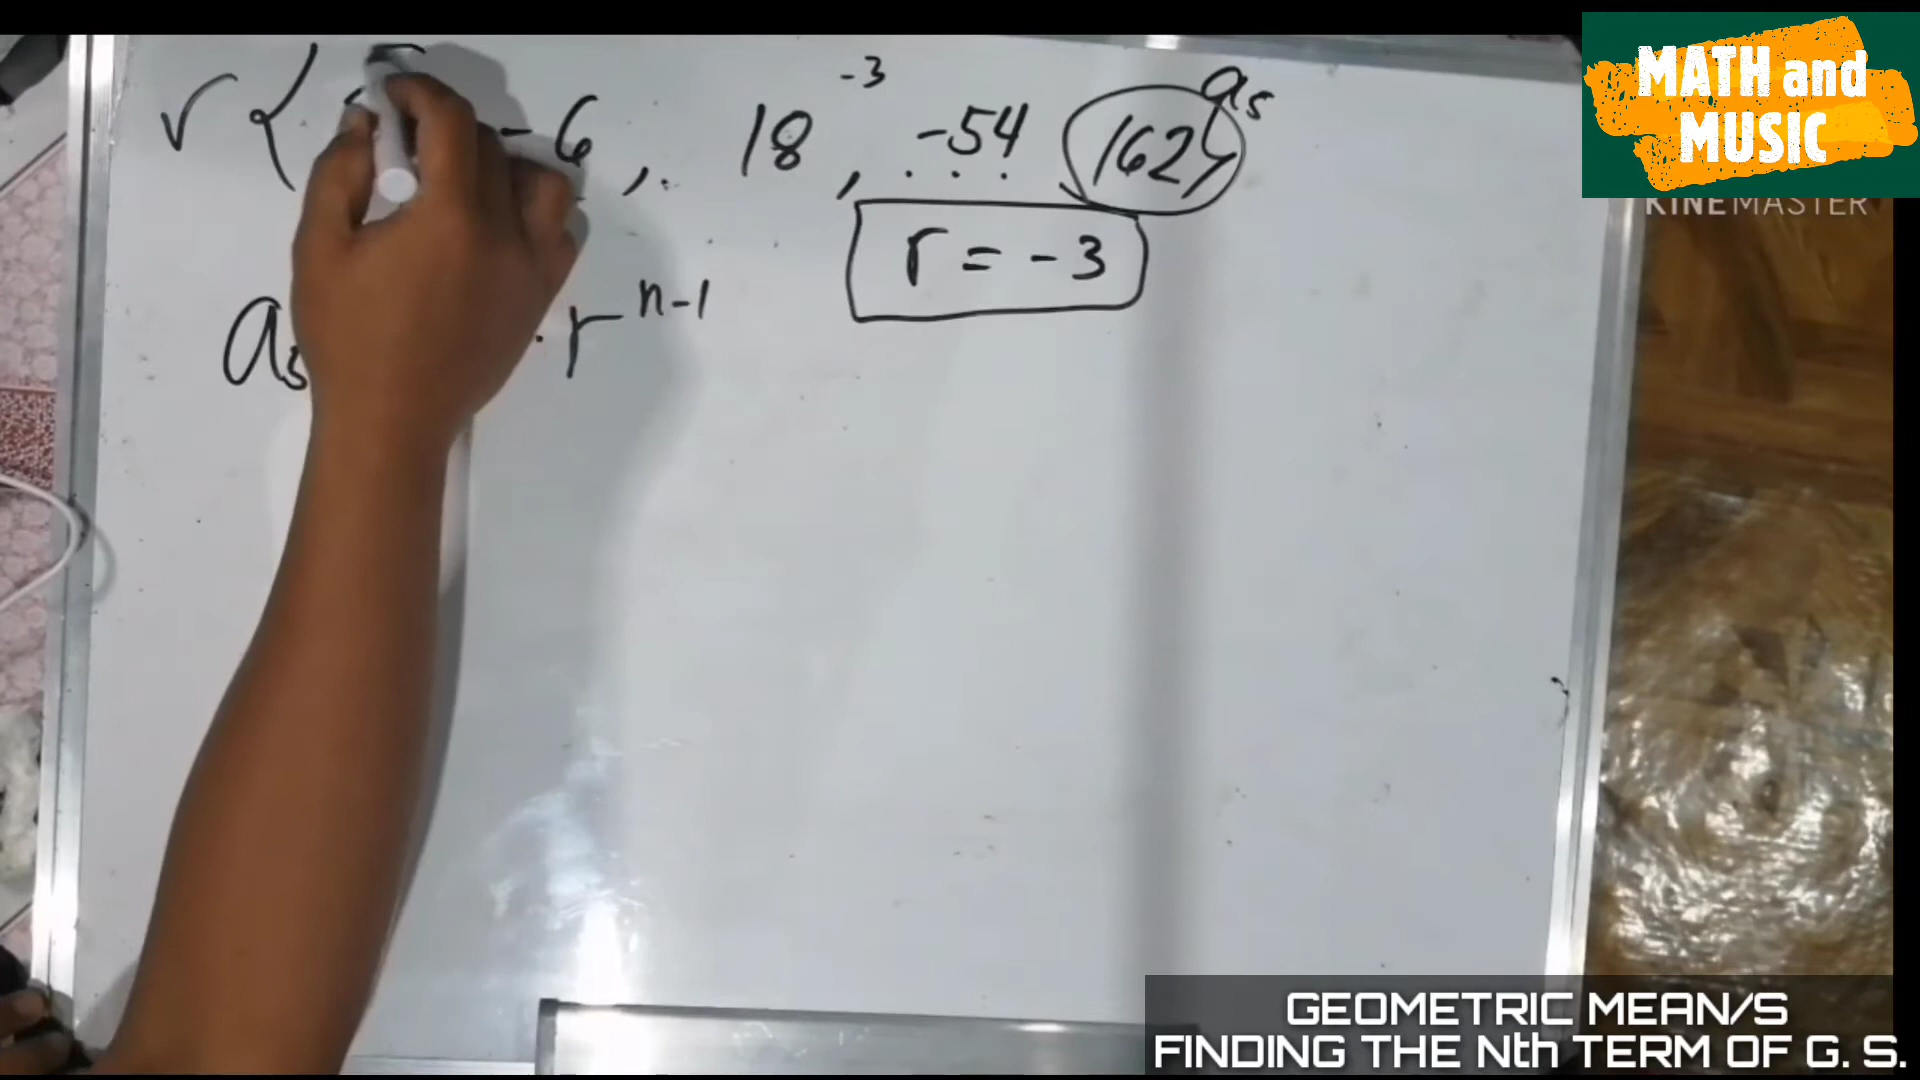 -3
a5
r { -6, 18, ... -54 162 }
r = -3
a5 · r^n-1
MATH and
MUSIC
KINEMASTER
GEOMETRIC MEAN/S
FINDING THE Nth TERM OF G. S.